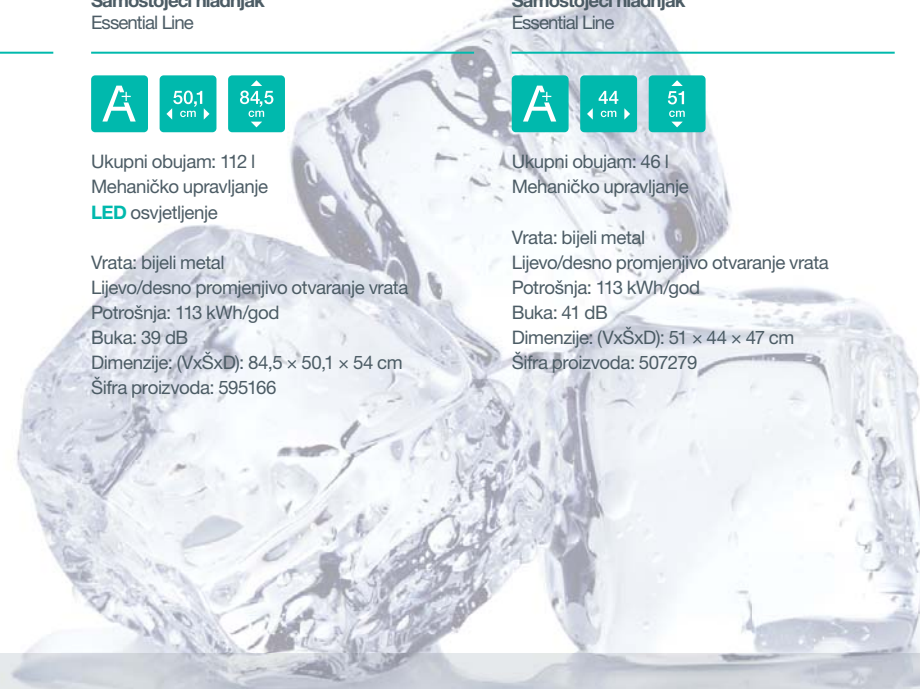 Samostojeći hladnjak
Essential Line
A+
50,1
cm
84,5
cm
Ukupni obujam: 112 l
Mehaničko upravljanje
LED osvjetljenje
Vrata: bijeli metal
Lijevo/desno promjenjivo otvaranje vrata
Potrošnja: 113 kWh/god
Buka: 39 dB
Dimenzije: (VxŠxD): 84,5 × 50,1 × 54 cm
Šifra proizvoda: 595166
Samostojeći hladnjak
Essential Line
A+
44
cm
51
cm
Ukupni obujam: 46 l
Mehaničko upravljanje
Vrata: bijeli metal
Lijevo/desno promjenjivo otvaranje vrata
Potrošnja: 113 kWh/god
Buka: 41 dB
Dimenzije: (VxŠxD): 51 × 44 × 47 cm
Šifra proizvoda: 507279